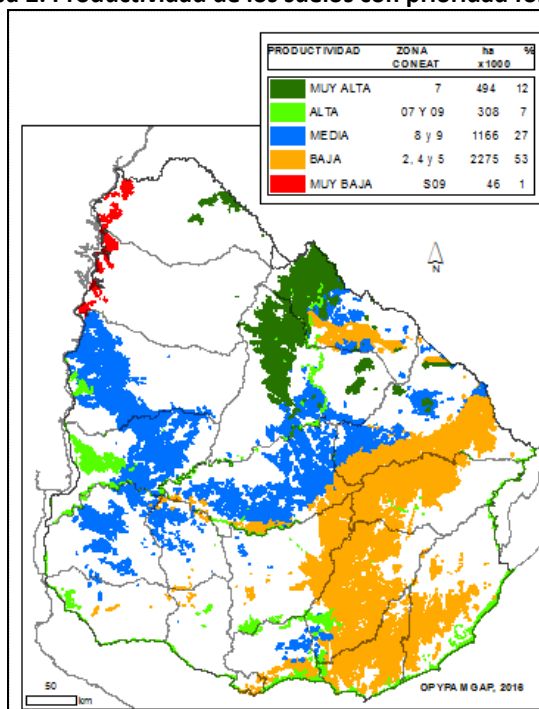 PRODUCTIVIDAD ZONA CONEAT ha x1000 %
MUY ALTA 7 494 12
ALTA 07 Y 09 308 7
MEDIA 8 y 9 1166 27
BAJA 2, 4 y 5 2275 53
MUY BAJA S09 46 1
N
OPYPA MGAP, 2016
50
km